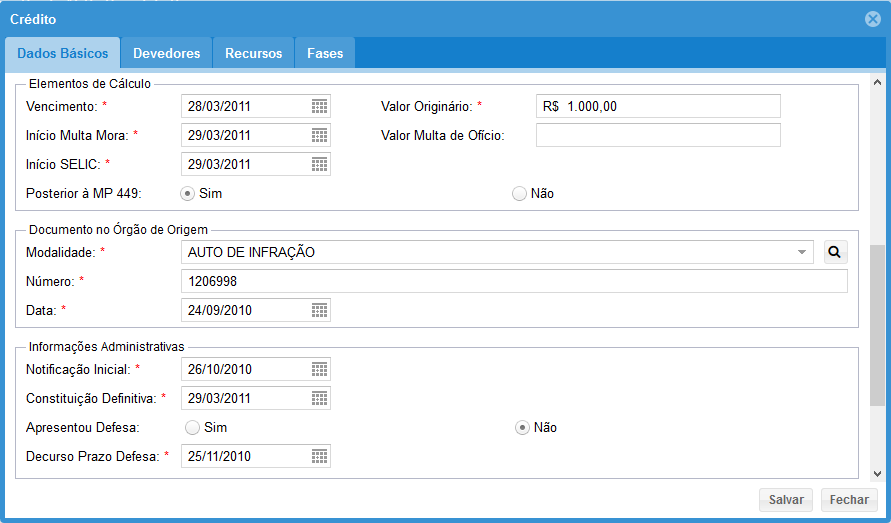 Crédito
Dados Básicos Devedores Recursos Fases
Elementos de Cálculo
Vencimento: * 28/03/2011 Valor Originário: * R$ 1.000,00
Início Multa Mora: * 29/03/2011 Valor Multa de Ofício:
Início SELIC: * 29/03/2011
Posterior à MP 449: Sim Não
Documento no Órgão de Origem
Modalidade: * AUTO DE INFRAÇÃO
Número: * 1206998
Data: * 24/09/2010
Informações Administrativas
Notificação Inicial: * 26/10/2010
Constituição Definitiva: * 29/03/2011
Apresentou Defesa: Sim Não
Decurso Prazo Defesa: * 25/11/2010
Salvar Fechar